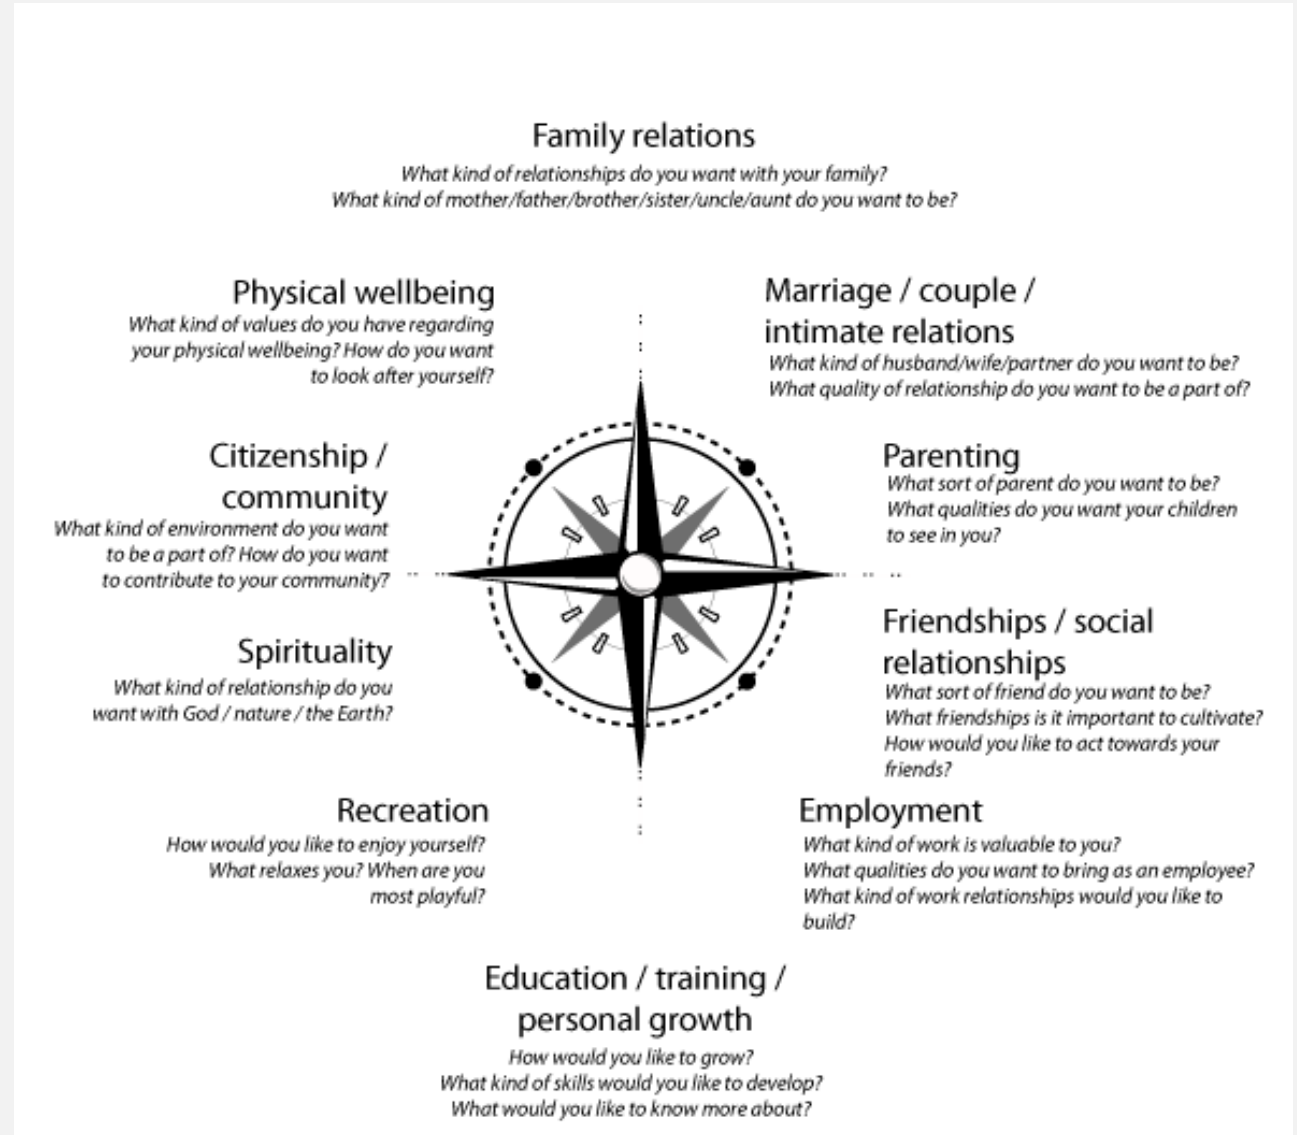 Family relations
What kind of relationships do you want with your family?
What kind of mother/father/brother/sister/uncle/aunt do you want to be?
Physical wellbeing
What kind of values do you have regarding
your physical wellbeing? How do you want
to look after yourself?
Marriage / couple /
intimate relations
What kind of husband/wife/partner do you want to be?
What quality of relationship do you want to be a part of?
Citizenship /
community
What kind of environment do you want
to be a part of? How do you want
to contribute to your community?
Parenting
What sort of parent do you want to be?
What qualities do you want your children
to see in you?
Spirituality
What kind of relationship do you
want with God / nature / the Earth?
Friendships / social
relationships
What sort of friend do you want to be?
What friendships is it important to cultivate?
How would you like to act towards your
friends?
Recreation
How would you like to enjoy yourself?
What relaxes you? When are you
most playful?
Employment
What kind of work is valuable to you?
What qualities do you want to bring as an employee?
What kind of work relationships would you like to
build?
Education / training /
personal growth
How would you like to grow?
What kind of skills would you like to develop?
What would you like to know more about?